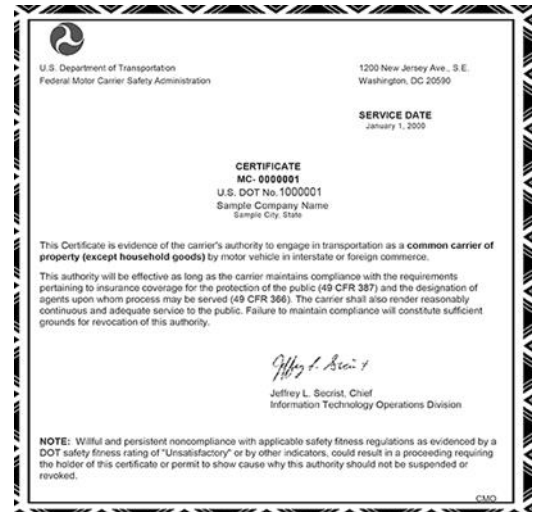 U.S. Department of Transportation
Federal Motor Carrier Safety Administration
1200 New Jersey Ave., S.E.
Washington, DC 20590
SERVICE DATE
January 1, 2000
CERTIFICATE
MC- 0000001
U.S. DOT No. 1000001
Sample Company Name
Sample City, State
This Certificate is evidence of the carrier's authority to engage in transportation as a common carrier of
property (except household goods) by motor vehicle in interstate or foreign commerce.
This authority will be effective as long as the carrier maintains compliance with the requirements
pertaining to insurance coverage for the protection of the public (49 CFR 387) and the designation of
agents upon whom process may be served (49 CFR 366). The carrier shall also render reasonably
continuous and adequate service to the public. Failure to maintain compliance will constitute sufficient
grounds for revocation of this authority.
Jeffrey L. Secrist, Chief
Information Technology Operations Division
NOTE: Willful and persistent noncompliance with applicable safety fitness regulations as evidenced by a
DOT safety fitness rating of "Unsatisfactory" or by other indicators, could result in a proceeding requiring
the holder of this certificate or permit to show cause why this authority should not be suspended or
revoked.
CMO